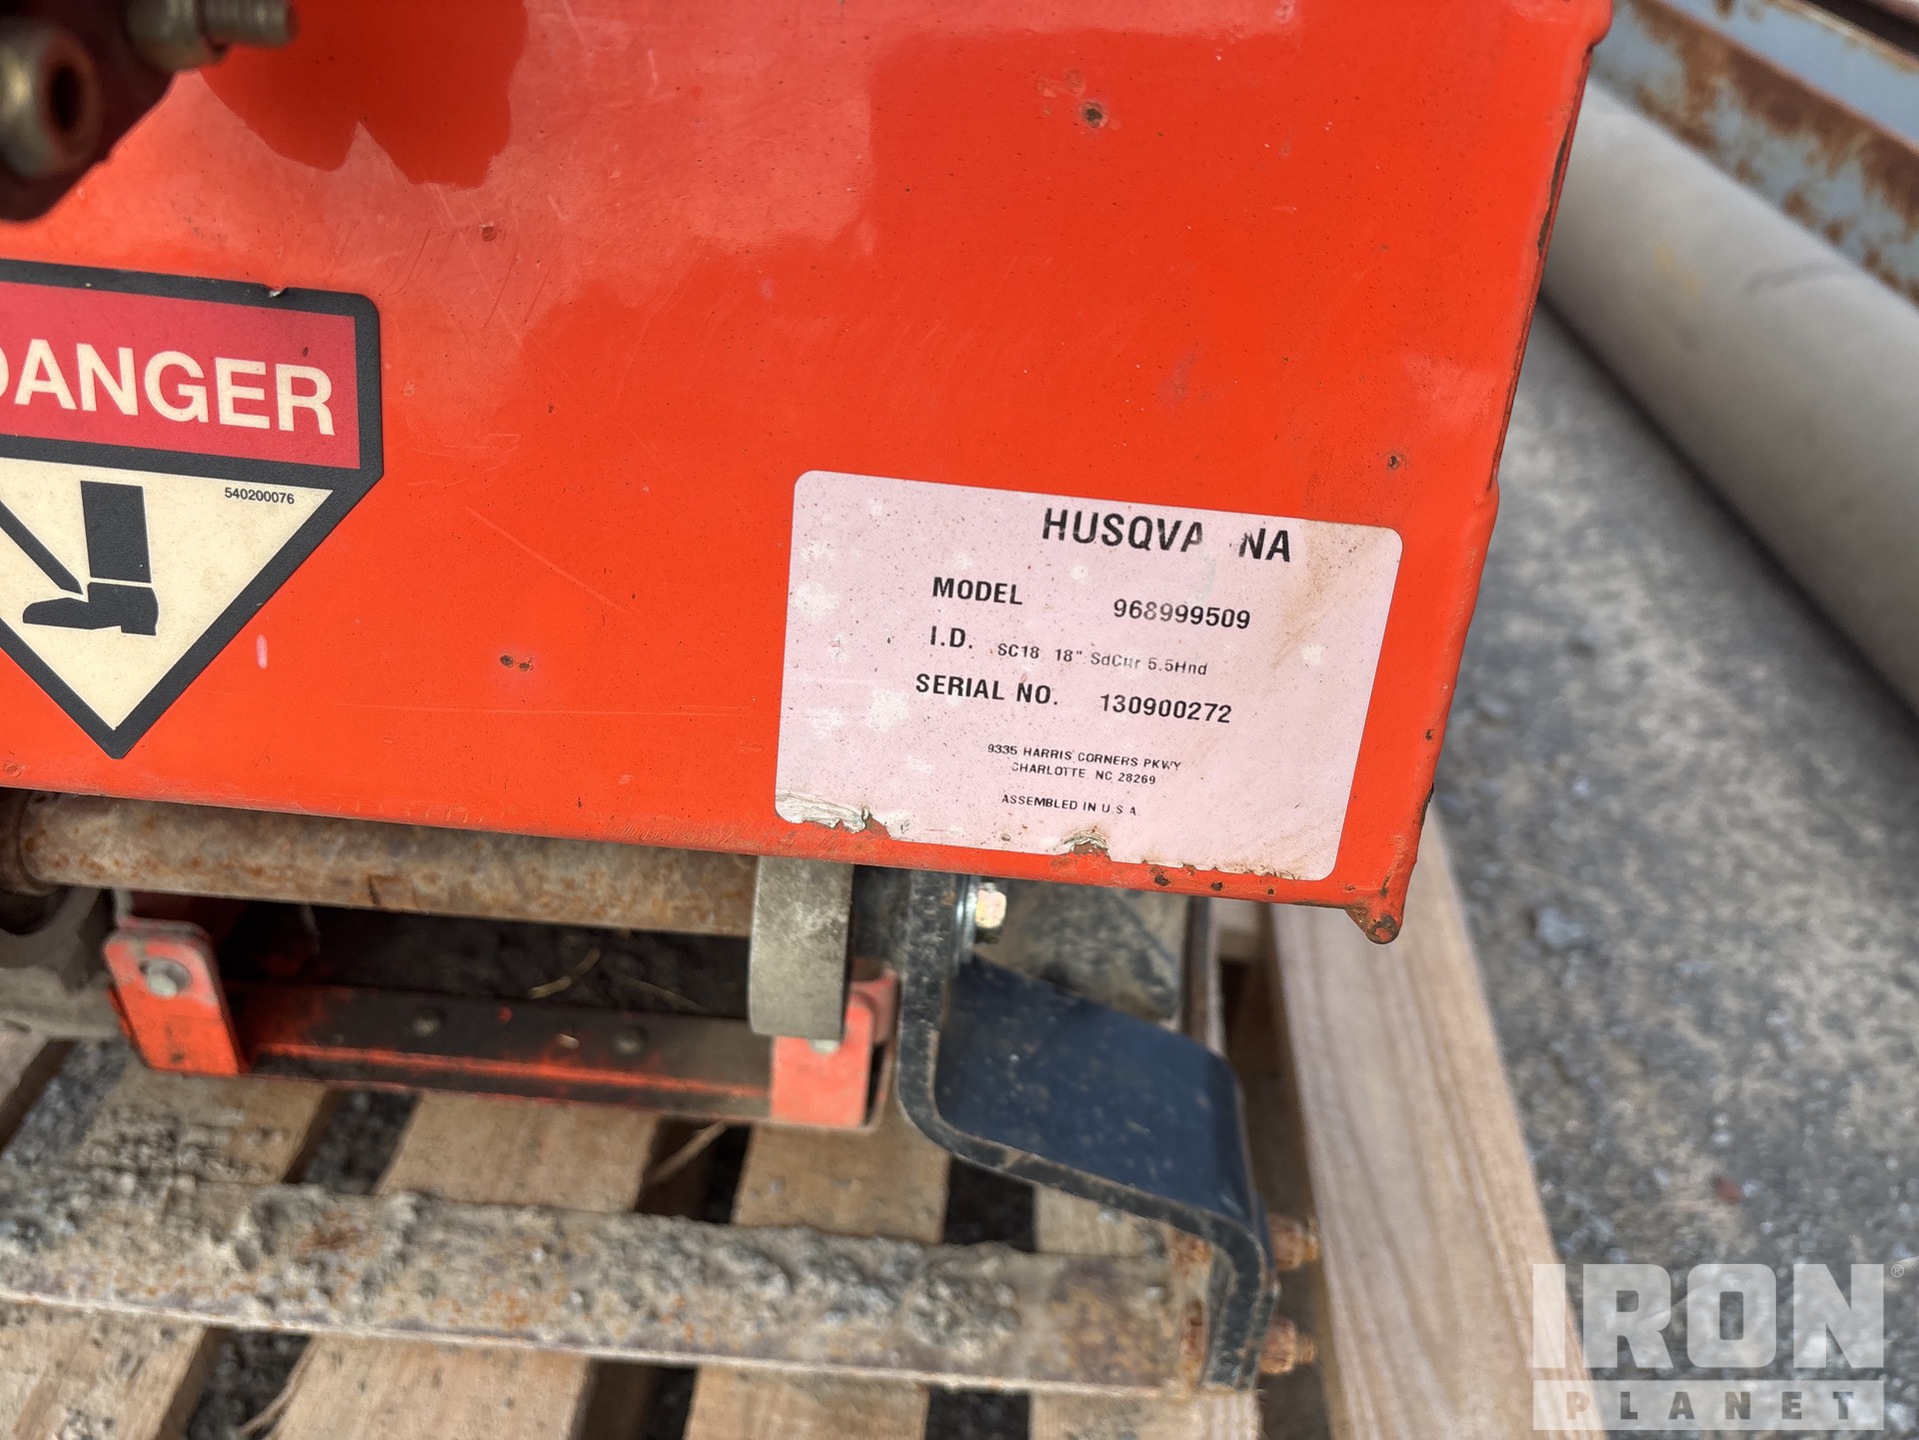 DANGER
540200076
HUSQVA NA
MODEL 968999509
I.D. SC18 18" SdCttr 5.5Hnd
SERIAL NO. 130900272
9335 HARRIS CORNERS PKWY
CHARLOTTE NC 28269
ASSEMBLED IN U.S.A
IRON®
PLANET